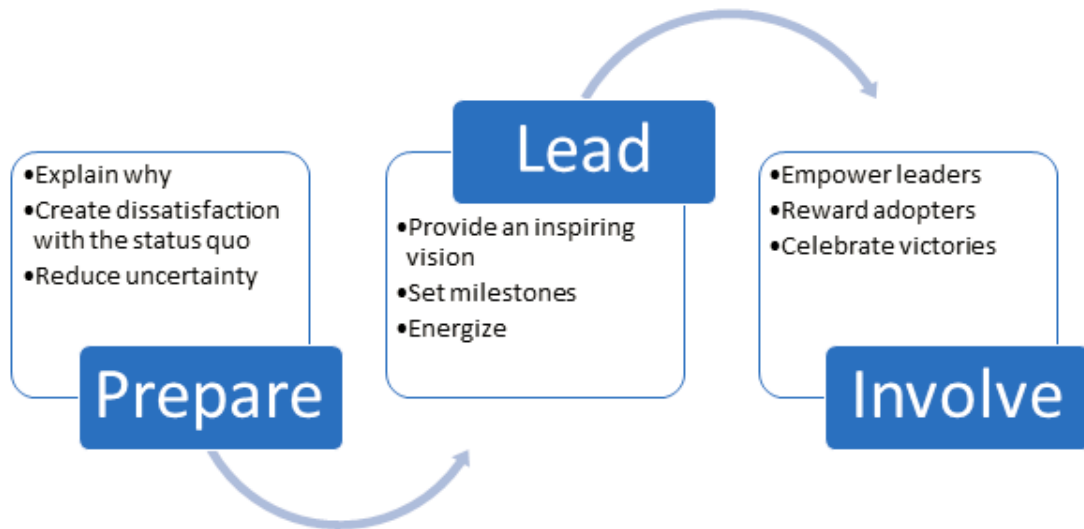 •Explain why
•Create dissatisfaction
with the status quo
•Reduce uncertainty
Prepare
Lead
•Provide an inspiring
vision
•Set milestones
•Energize
•Empower leaders
•Reward adopters
•Celebrate victories
Involve